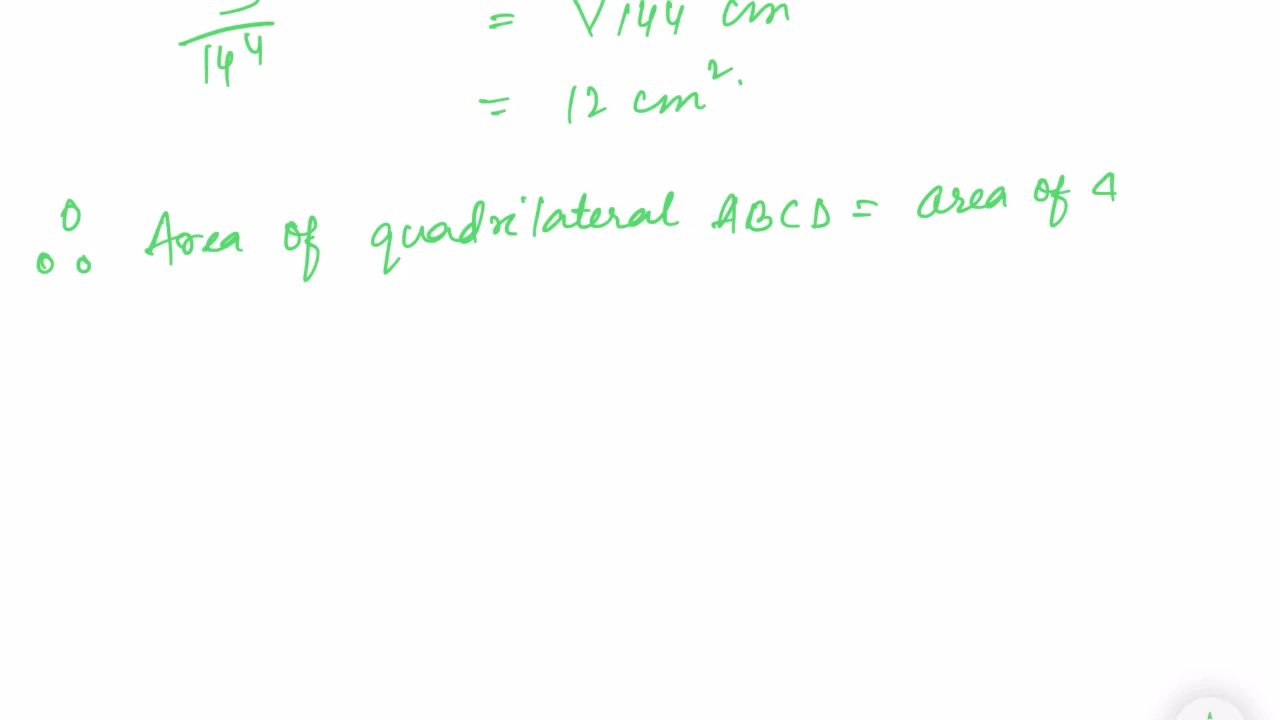 = √144 cm
144
= 12 cm².
∴ Area of quadrilateral ABCD = area of Δ